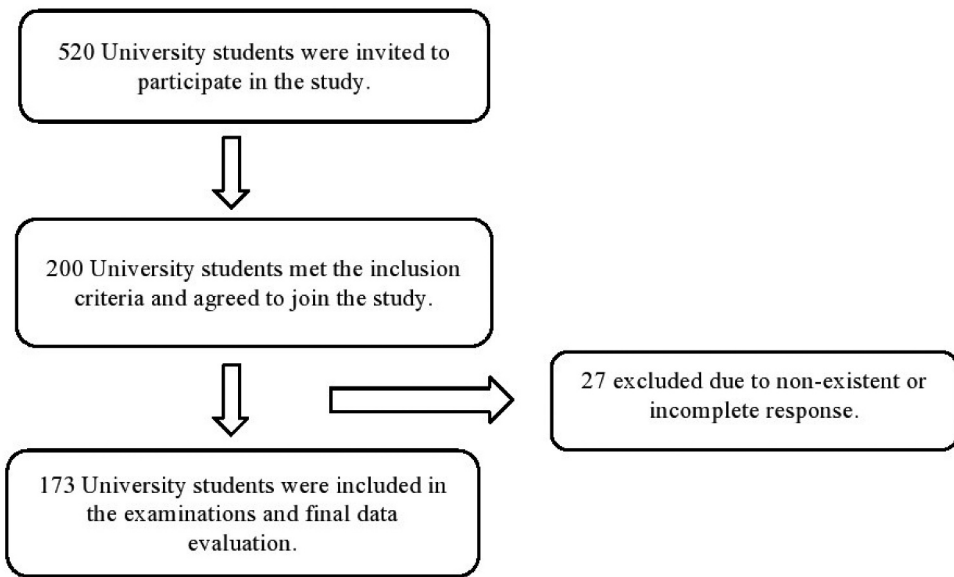 520 University students were invited to
participate in the study.
200 University students met the inclusion
criteria and agreed to join the study.
27 excluded due to non-existent or
incomplete response.
173 University students were included in
the examinations and final data
evaluation.